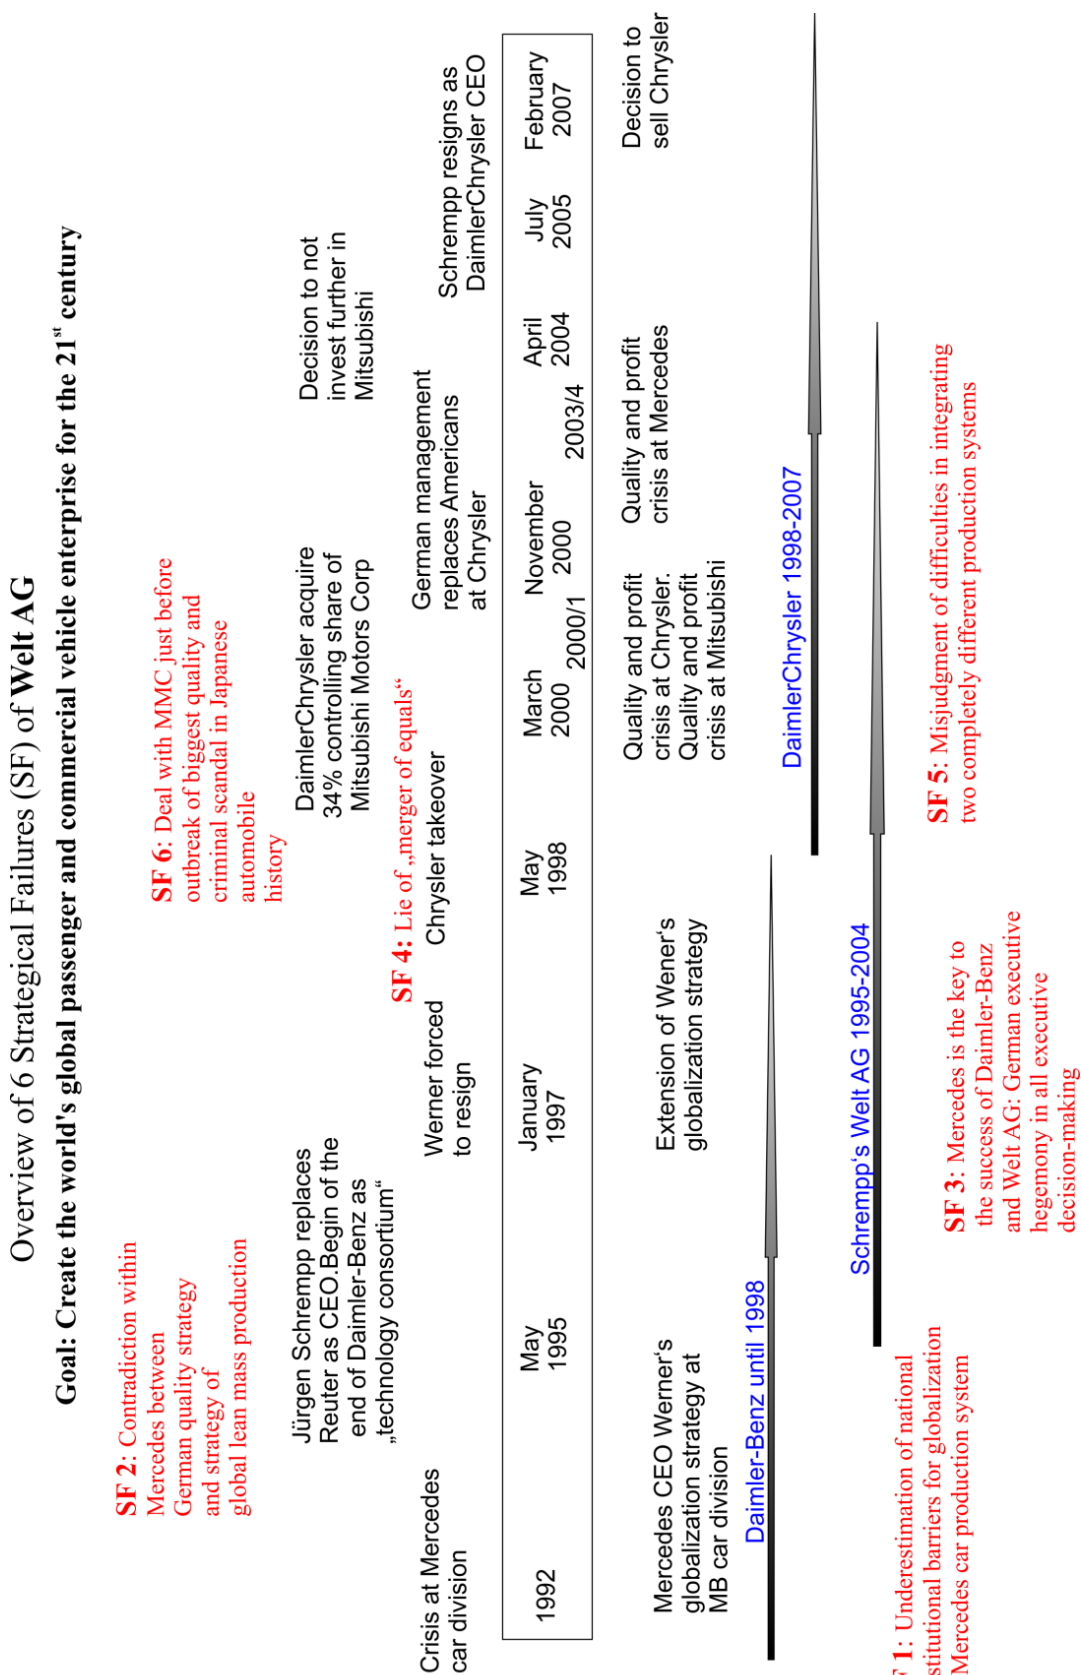 Overview of 6 Strategical Failures (SF) of Welt AG
Goal: Create the world's global passenger and commercial vehicle enterprise for the 21st century
SF 2: Contradiction within
Mercedes between
German quality strategy
and strategy of
global lean mass production
SF 6: Deal with MMC just before
outbreak of biggest quality and
criminal scandal in Japanese
automobile
history
Jürgen Schrempp replaces
Reuter as CEO.Begin of the
end of Daimler-Benz as
„technology consortium“
DaimlerChrysler acquire
34% controlling share of
Mitsubishi Motors Corp
Decision to not
invest further in
Mitsubishi
SF 4: Lie of „merger of equals“
Crisis at Mercedes
car division
Werner forced
to resign
Chrysler takeover
German management
replaces Americans
at Chrysler
Schrempp resigns as
DaimlerChrysler CEO
1992
May
1995
January
1997
May
1998
March
2000
2000/1
November
2000
2003/4
April
2004
July
2005
February
2007
Mercedes CEO Werner‘s
globalization strategy at
MB car division
Extension of Wener‘s
globalization strategy
Quality and profit
crisis at Chrysler.
Quality and profit
crisis at Mitsubishi
Quality and profit
crisis at Mercedes
Decision to
sell Chrysler
Daimler-Benz until 1998
DaimerChrysler 1998-2007
Schrempp‘s Welt AG 1995-2004
1: Underestimation of national
stitutional barriers for globalization
Mercedes car production system
SF 3: Mercedes is the key to
the success of Daimler-Benz
and Welt AG: German executive
hegemony in all executive
decision-making
SF 5: Misjudgment of difficulties in integrating
two completely different production systems